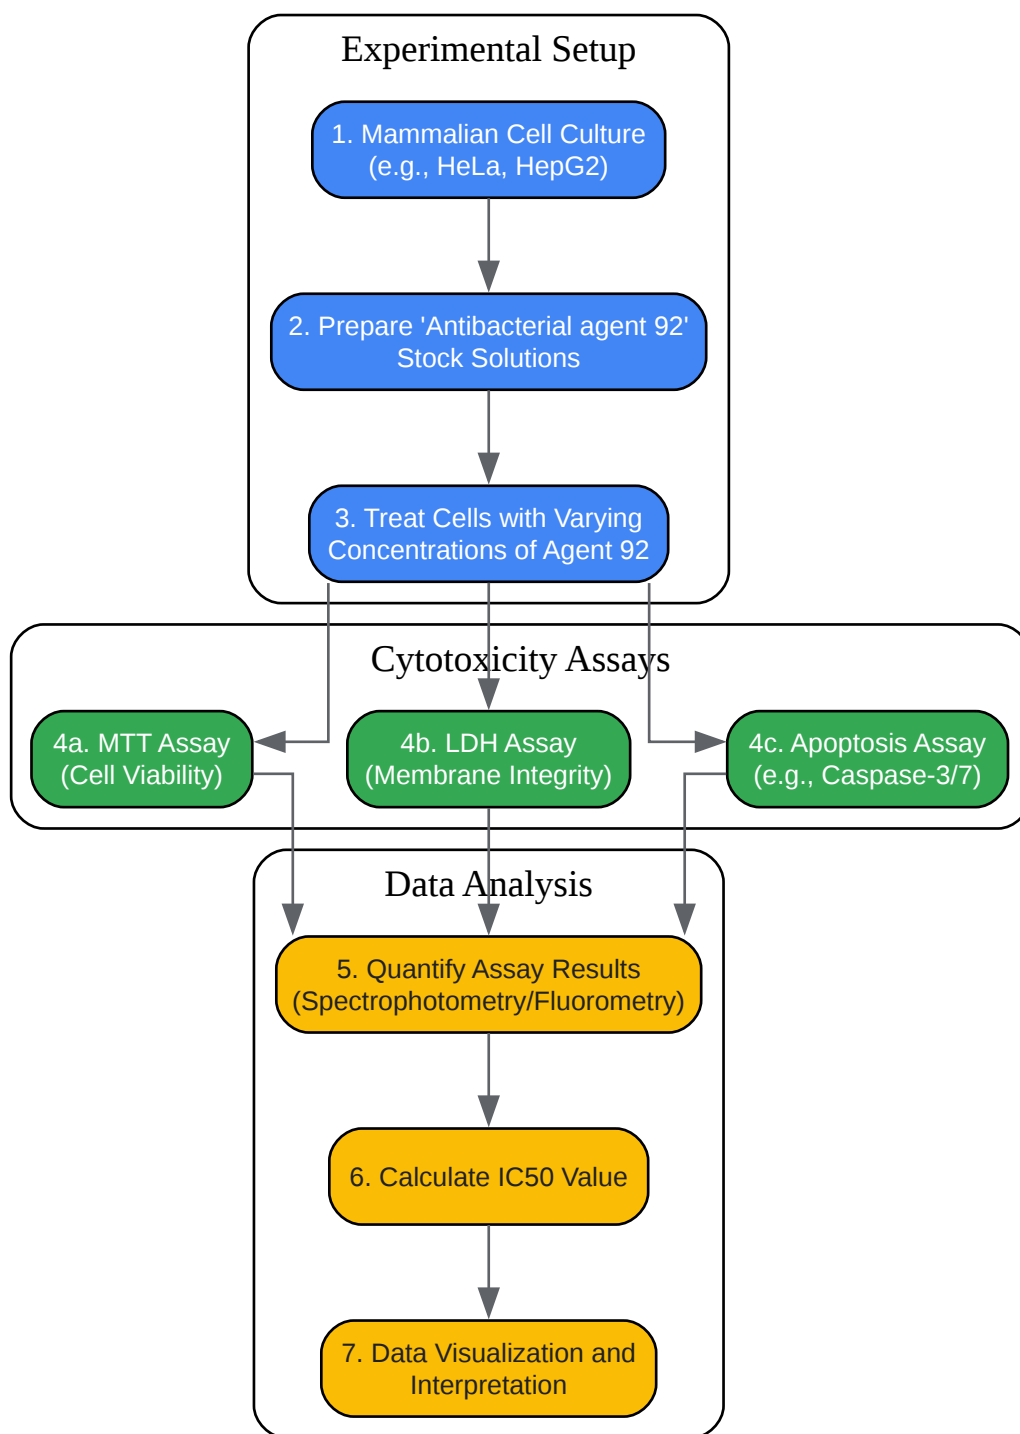 Experimental Setup
1. Mammalian Cell Culture
(e.g., HeLa, HepG2)
2. Prepare 'Antibacterial agent 92'
Stock Solutions
3. Treat Cells with Varying
Concentrations of Agent 92
Cytotoxicity Assays
4a. MTT Assay
(Cell Viability)
4b. LDH Assay
(Membrane Integrity)
4c. Apoptosis Assay
(e.g., Caspase-3/7)
Data Analysis
5. Quantify Assay Results
(Spectrophotometry/Fluorometry)
6. Calculate IC50 Value
7. Data Visualization and
Interpretation